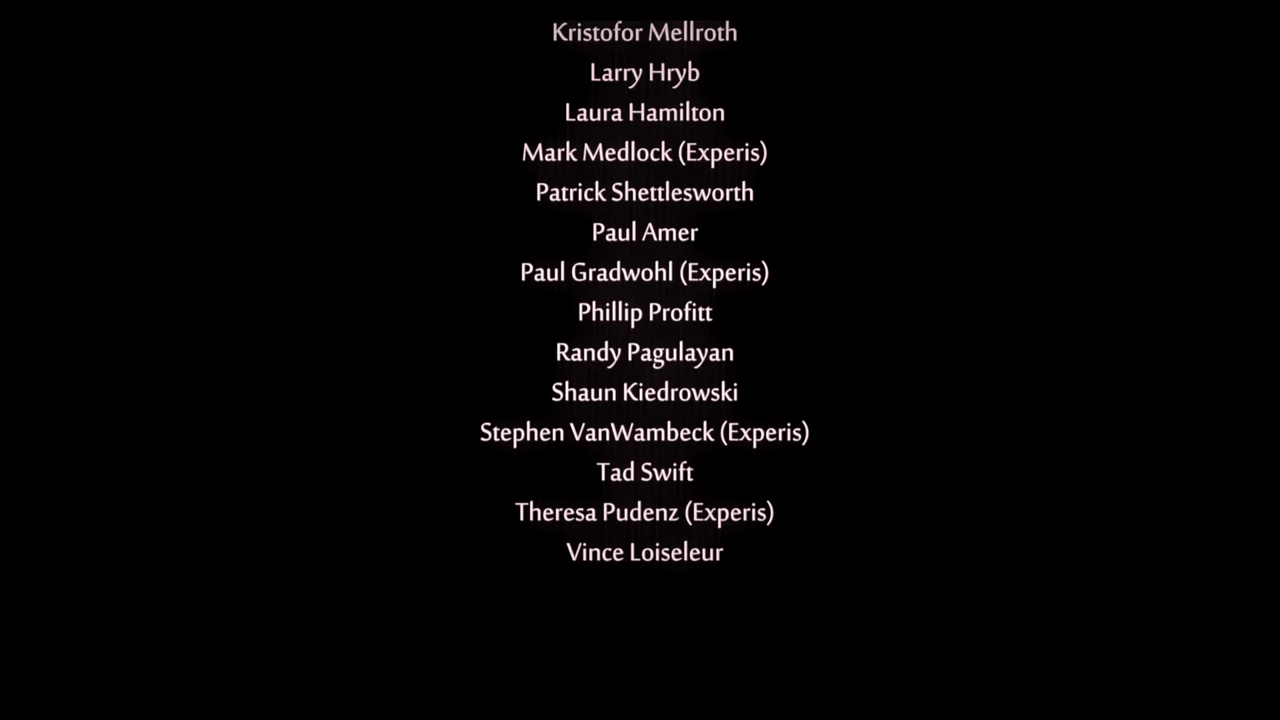 Kristofor Mellroth
Larry Hryb
Laura Hamilton
Mark Medlock (Experis)
Patrick Shettlesworth
Paul Amer
Paul Gradwohl (Experis)
Phillip Profitt
Randy Pagulayan
Shaun Kiedrowski
Stephen VanWambeck (Experis)
Tad Swift
Theresa Pudenz (Experis)
Vince Loiseleur